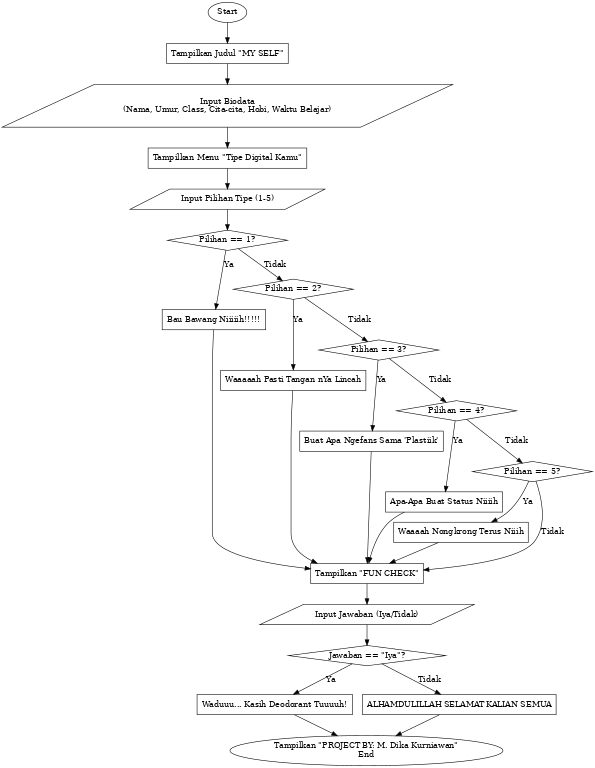 Start
Tampilkan Judul "MY SELF"
Input Biodata
(Nama, Umur, Class, Cita-cita, Hobi, Waktu Belajar)
Tampilkan Menu "Tipe Digital Kamu"
Input Pilihan Tipe (1-5)
Pilihan == 1?
Ya
Tidak
Pilihan == 2?
Bau Bawang Niiiih!!!!!
Ya
Tidak
Pilihan == 3?
Waaaaah Pasti Tangan nYa Lincah
Ya
Tidak
Pilihan == 4?
Buat Apa Ngefans Sama 'Plastiik'
Ya
Tidak
Pilihan == 5?
Apa-Apa Buat Status Niiih
Ya
Tidak
Waaaah Nongkrong Terus Niih
Tampilkan "FUN CHECK"
Input Jawaban (Iya/Tidak)
Jawaban == "Iya"?
Ya
Tidak
Waduuu... Kasih Deodorant Tuuuuh!
ALHAMDULILLAH SELAMAT KALIAN SEMUA
Tampilkan "PROJECT BY: M. Dika Kurniawan"
End